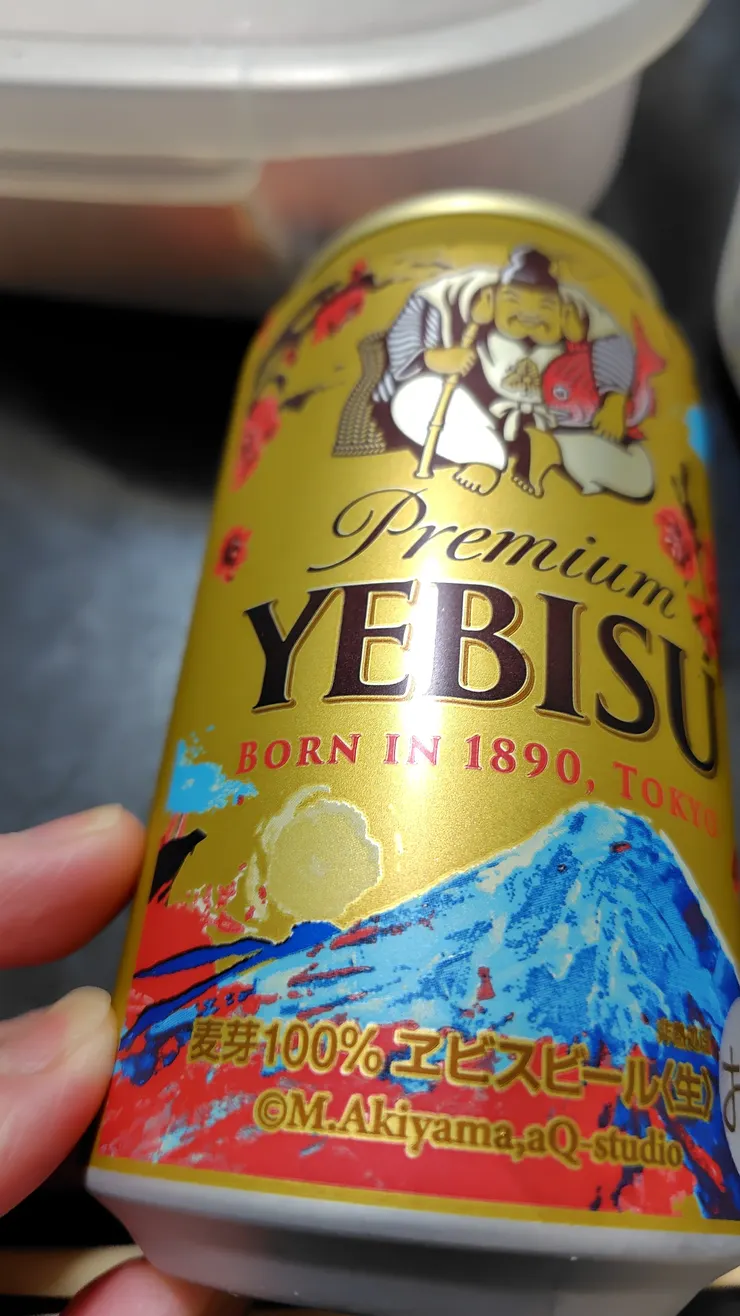 Premium
YEBISU
BORN IN 1890, TOKYO
麦芽100% ヱビスビール〈生〉
©M.Akiyama,aQ-studio
お